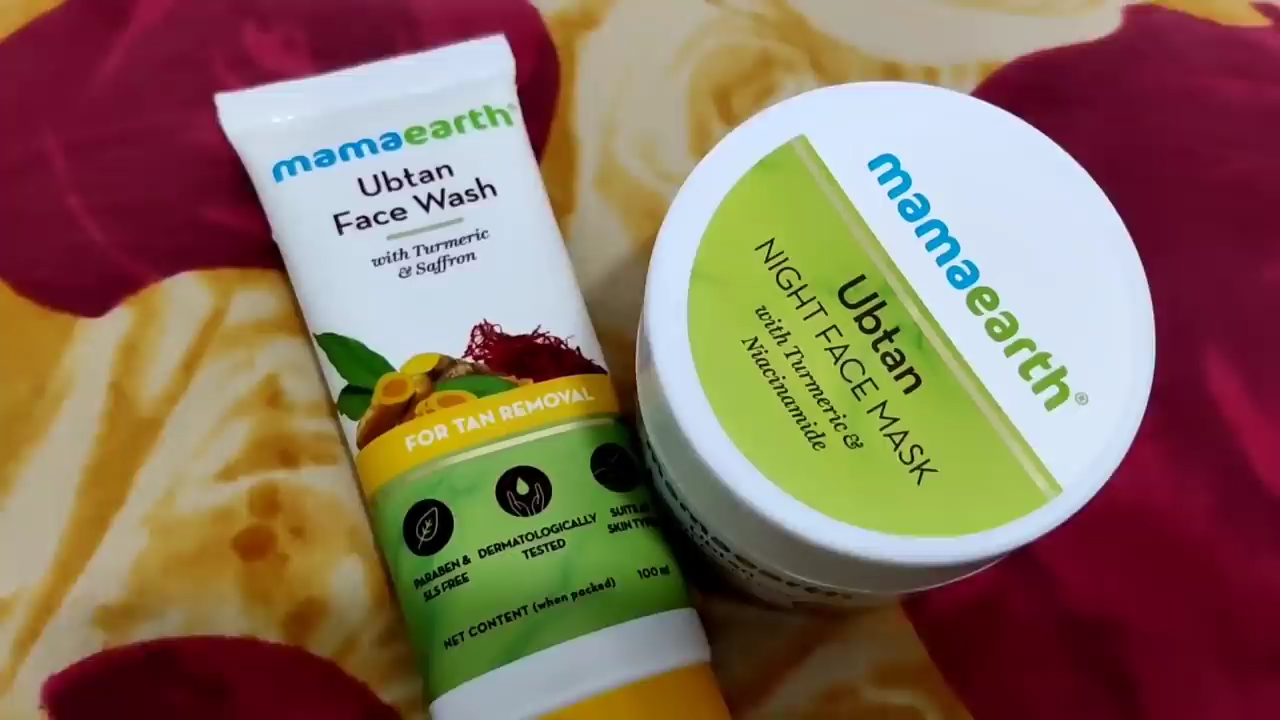 mamaearth®
Ubtan
Face Wash
with Turmeric
& Saffron
FOR TAN REMOVAL
PARABEN &
SLS FREE
DERMATOLOGICALLY
TESTED
SKIN
NET CONTENT (when packed)
100 ml
mamaearth®
Ubtan
NIGHT FACE MASK
with Turmeric &
Niacinamide